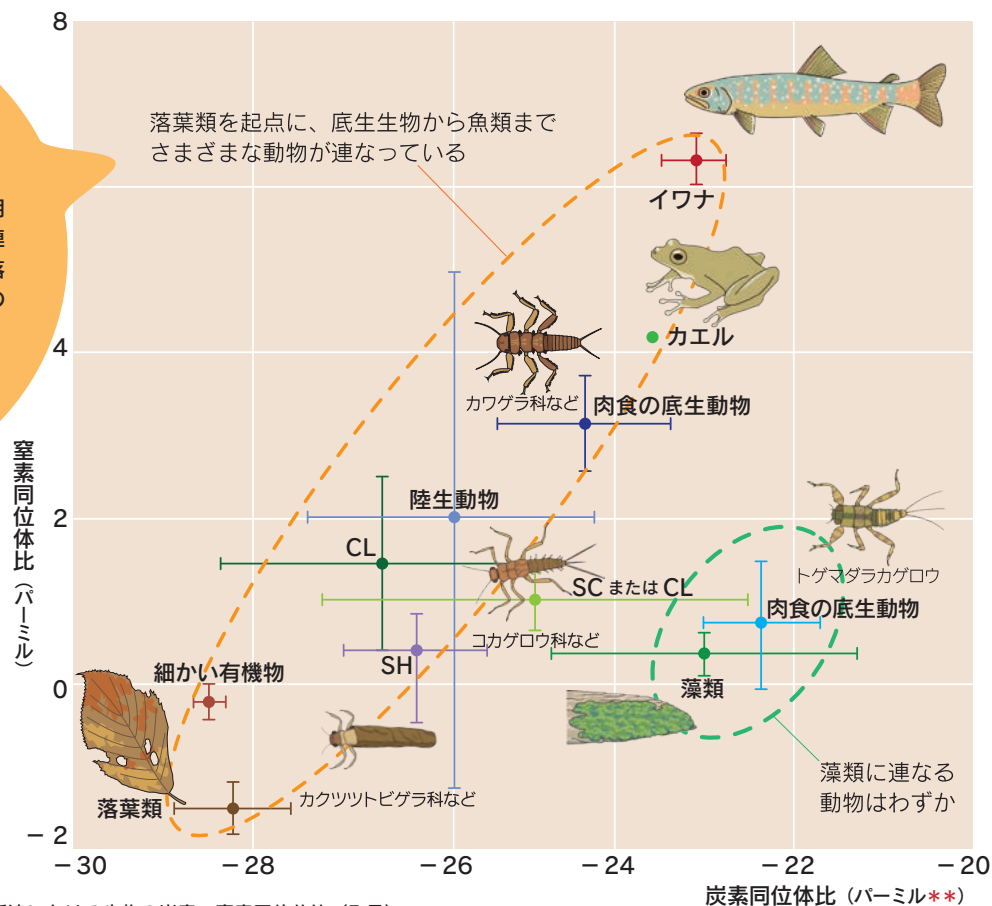 8
落葉類を起点に、底生生物から魚類まで
さまざまな動物が連なっている
イワナ
カエル
4
カワゲラ科など
肉食の底生動物
窒素同位体比（パーミル）
陸生動物
2
CL
トゲマダラカゲロウ
SCまたはCL
肉食の底生動物
コカゲロウ科など
SH
細かい有機物
藻類
0
藻類に連なる
動物はわずか
カクツツトビゲラ科など
落葉類
－2
－30 －28 －26 －24 －22 －20
炭素同位体比（パーミル**）